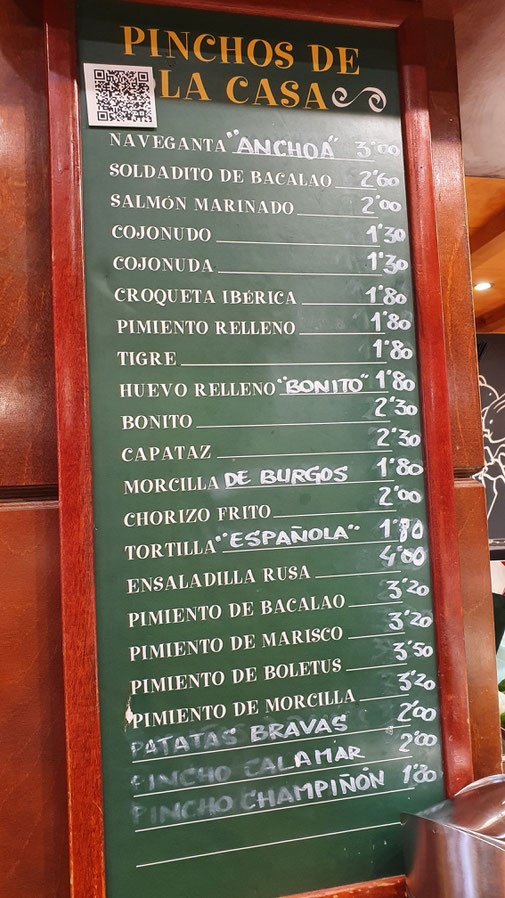 PINCHOS DE
LA CASA
NAVEGANTA "ANCHOA" 3'00
SOLDADITO DE BACALAO 2'60
SALMÓN MARINADO 2'00
COJONUDO 1'30
COJONUDA 1'30
CROQUETA IBÉRICA 1'80
PIMIENTO RELLENO 1'80
TIGRE 1'80
HUEVO RELLENO "BONITO" 1'80
BONITO 2'30
CAPATAZ 2'30
MORCILLA DE BURGOS 1'80
CHORIZO FRITO 2'00
TORTILLA "ESPAÑOLA" 1'80
ENSALADILLA RUSA 4'00
PIMIENTO DE BACALAO 3'20
PIMIENTO DE MARISCO 3'20
PIMIENTO DE BOLETUS 3'50
PIMIENTO DE MORCILLA 3'20
PATATAS BRAVAS 2'00
PINCHO CALAMAR 2'00
PINCHO CHAMPIÑÓN 1'80